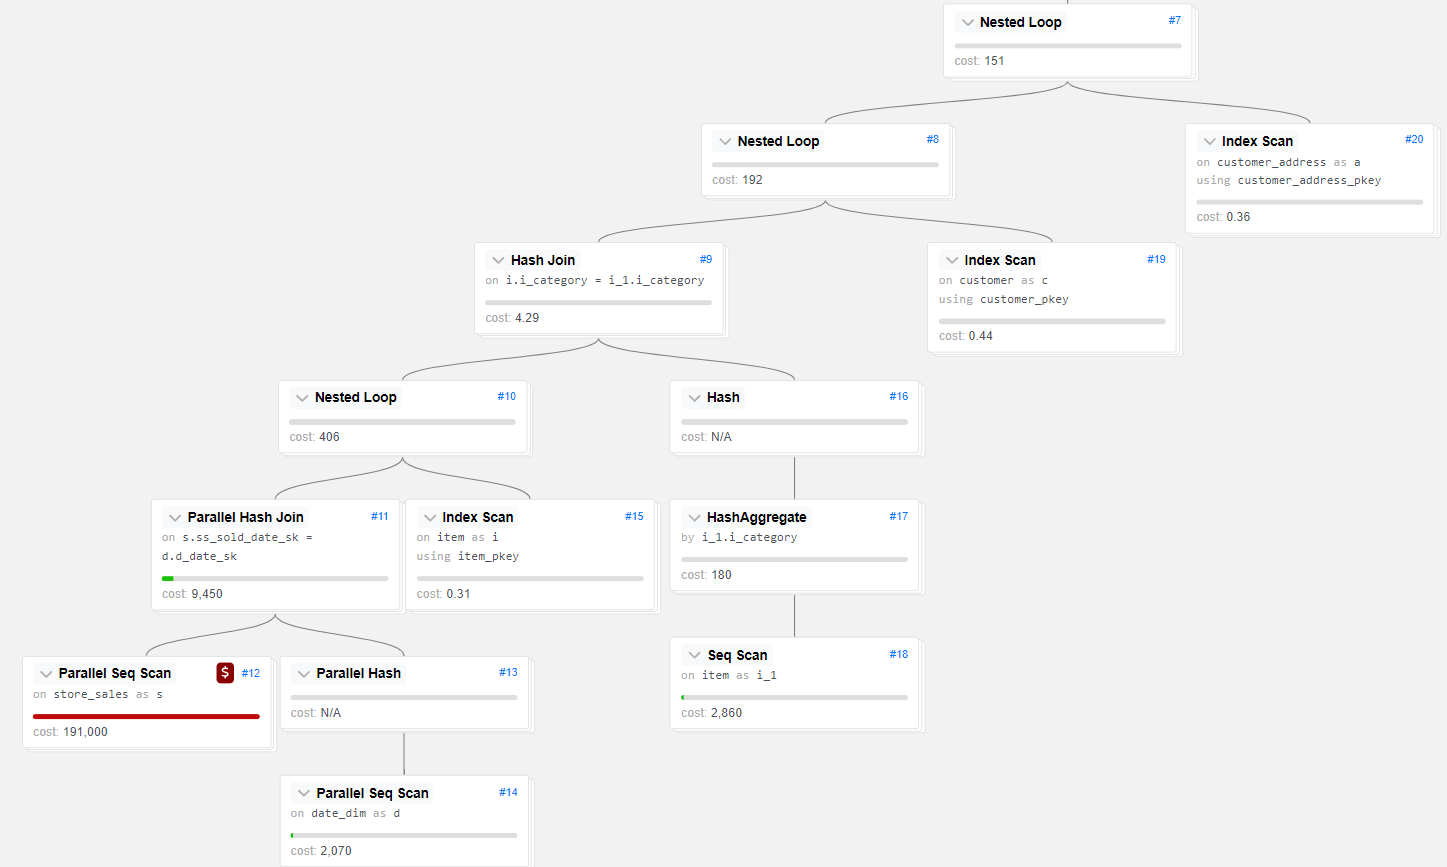 Nested Loop #7
cost: 151
Nested Loop #8
cost: 192
Index Scan #20
on customer_address as a
using customer_address_pkey
cost: 0.36
Hash Join #9
on i.i_category = i_1.i_category
cost: 4.29
Index Scan #19
on customer as c
using customer_pkey
cost: 0.44
Nested Loop #10
cost: 406
Hash #16
cost: N/A
Parallel Hash Join #11
on s.ss_sold_date_sk =
d.d_date_sk
cost: 9,450
Index Scan #15
on item as i
using item_pkey
cost: 0.31
HashAggregate #17
by i_1.i_category
cost: 180
Parallel Seq Scan $ #12
on store_sales as s
cost: 191,000
Parallel Hash #13
cost: N/A
Seq Scan #18
on item as i_1
cost: 2,860
Parallel Seq Scan #14
on date_dim as d
cost: 2,070